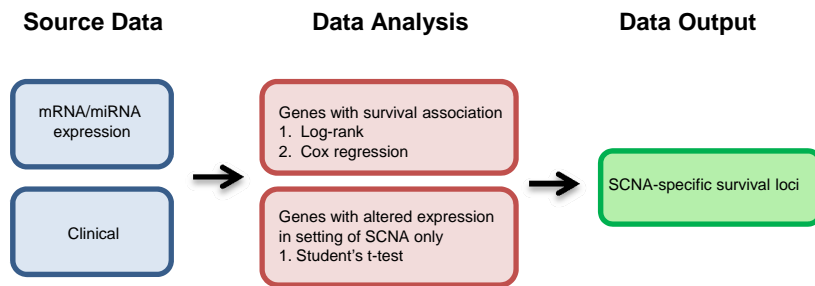 Source Data
Data Analysis
Data Output
mRNA/miRNA
expression
Clinical
Genes with survival association
1. Log-rank
2. Cox regression
Genes with altered expression
in setting of SCNA only
1. Student's t-test
SCNA-specific survival loci